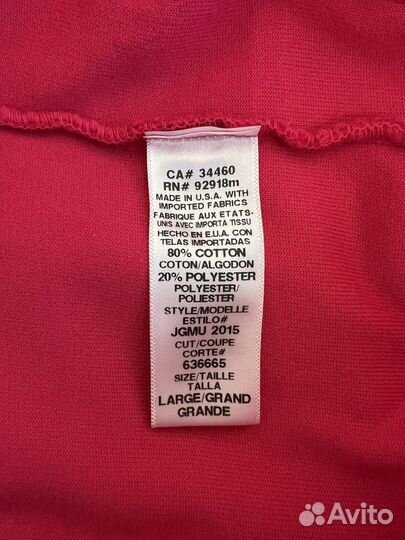 CA# 34460
RN# 92918m
MADE IN U.S.A. WITH
IMPORTED FABRICS
FABRIQUE AUX ETATS-
UNIS AVEC IMPORTA TISSU
HECHO EN E.U.A. CON
TELAS IMPORTADAS
80% COTTON
COTON/ALGODON
20% POLYESTER
POLYESTER/
POLIESTER
STYLE/MODELLE
ESTILO#
JGMU 2015
CUT/COUPE
CORTE#
636665
SIZE/TAILLE
TALLA
LARGE/GRAND
GRANDE
Avito